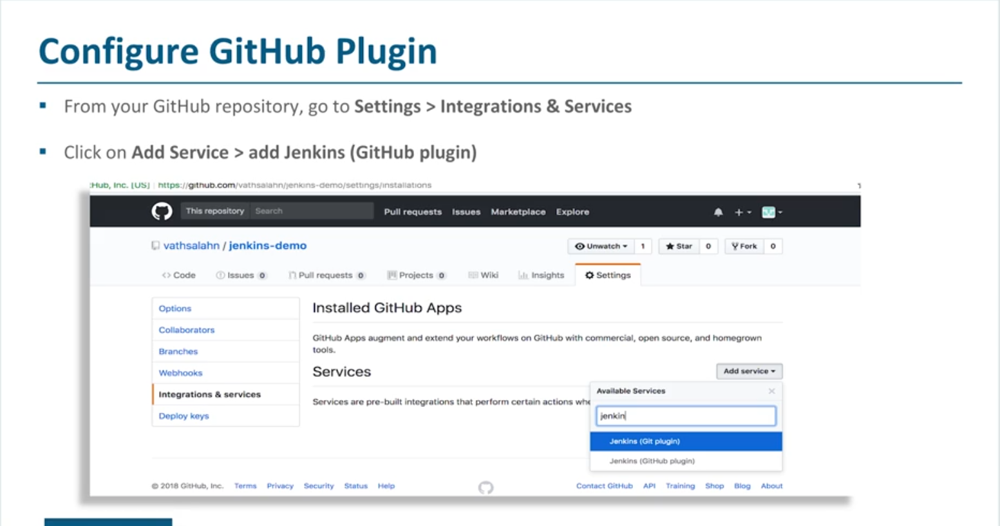 Configure GitHub Plugin
▪ From your GitHub repository, go to Settings > Integrations & Services
▪ Click on Add Service > add Jenkins (GitHub plugin)
Hub, Inc. [US] | https://github.com/vathsalahn/jenkins-demo/settings/installations
This repository Search Pull requests Issues Marketplace Explore
vathsalahn / jenkins-demo Unwatch 1 Star 0 Fork 0
Code Issues 0 Pull requests 0 Projects 0 Wiki Insights Settings
Options
Collaborators
Branches
Webhooks
Integrations & services
Deploy keys
Installed GitHub Apps
GitHub Apps augment and extend your workflows on GitHub with commercial, open source, and homegrown
tools.
Services
Add service
Services are pre-built integrations that perform certain actions whe
Available Services
jenkin
Jenkins (Git plugin)
Jenkins (GitHub plugin)
© 2018 GitHub, Inc. Terms Privacy Security Status Help Contact GitHub API Training Shop Blog About